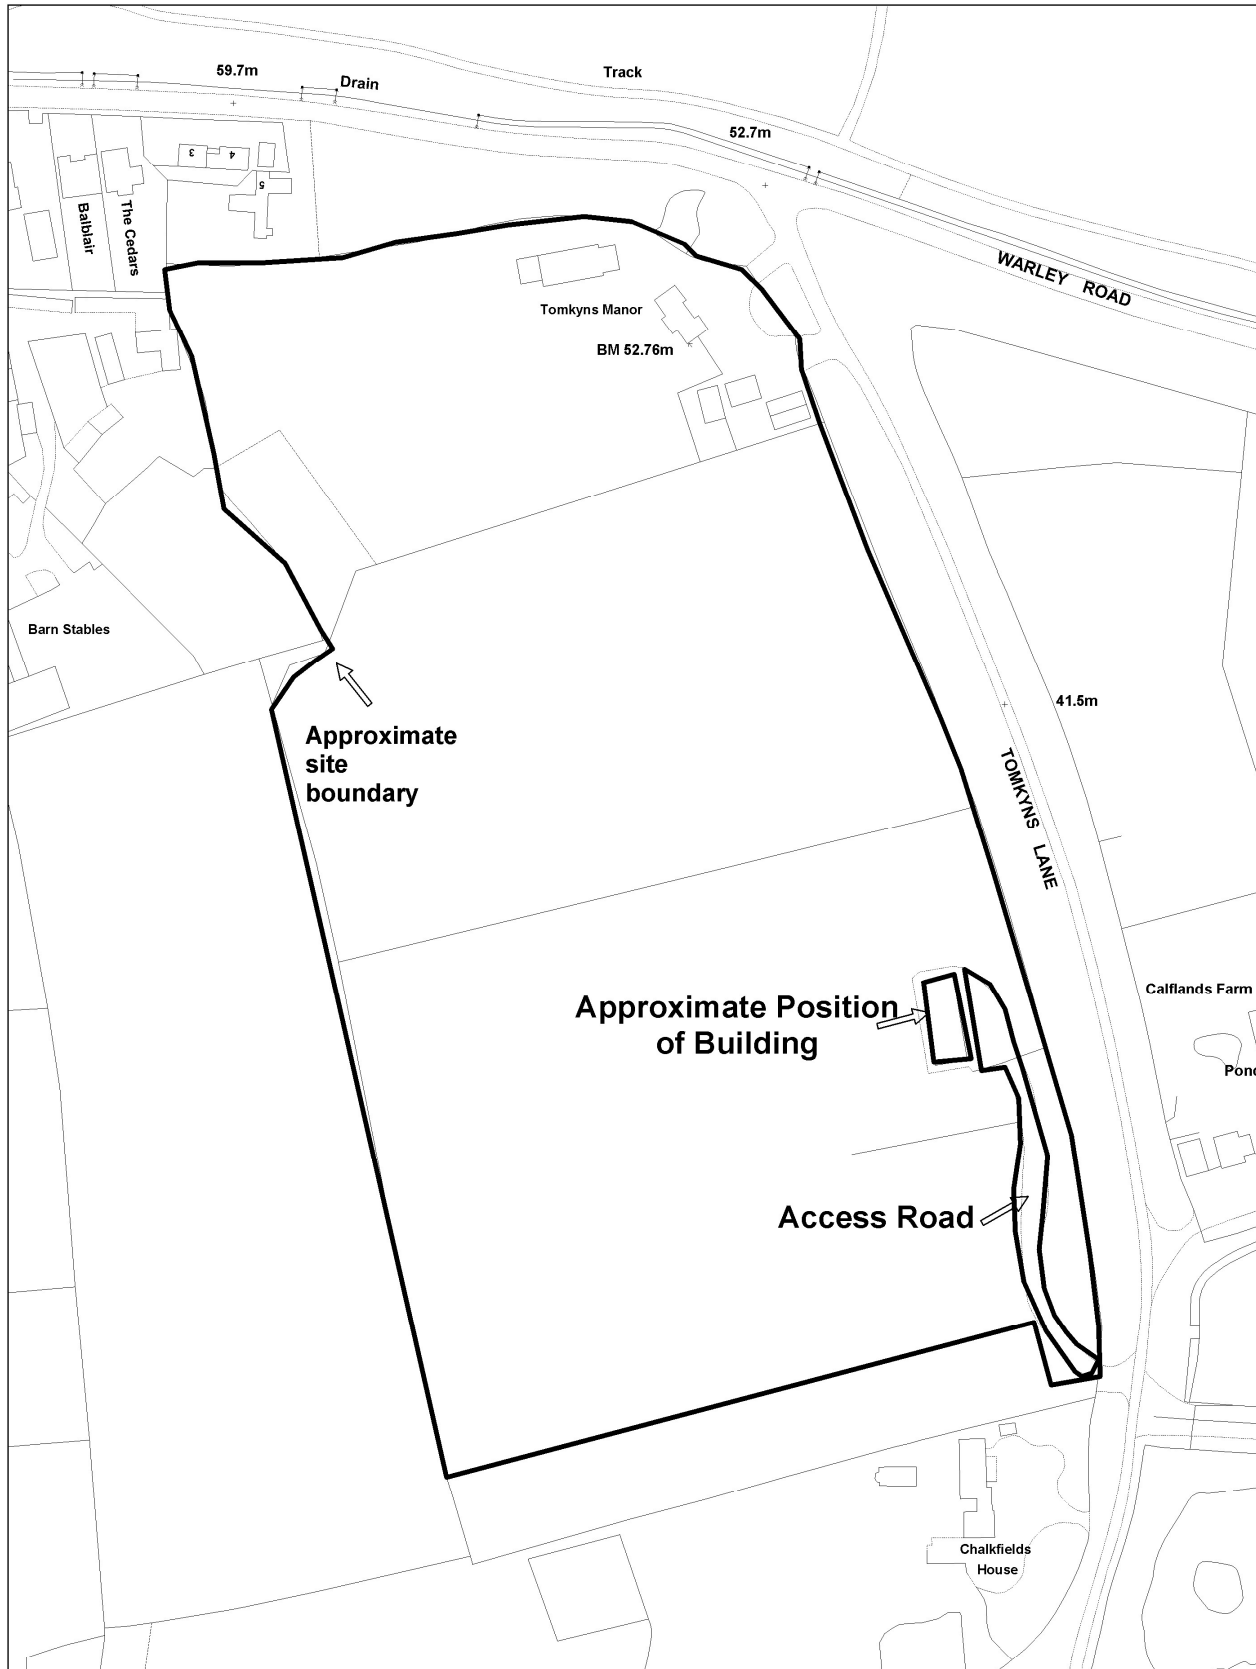 59.7m
Drain
Track
52.7m
3
4
5
Balblair
The Cedars
WARLEY ROAD
Tomkyns Manor
BM 52.76m
Barn Stables
Approximate
site
boundary
41.5m
TOMKYNS LANE
Calflands Farm
Approximate Position
of Building
Pond
Access Road
Chalkfields
House